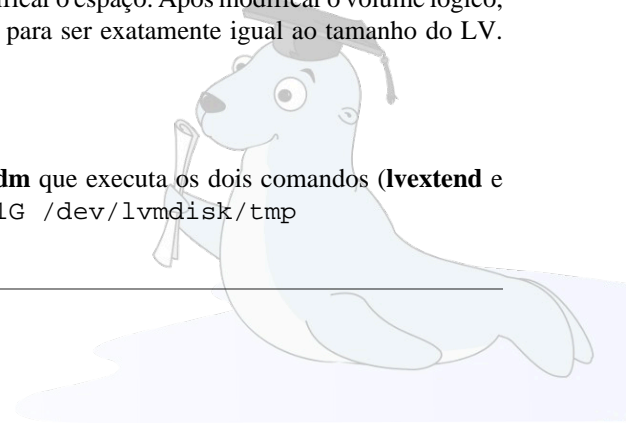 ificar o espaço. Após modificar o volume lógico,
para ser exatamente igual ao tamanho do LV.
dm que executa os dois comandos (lvextend e
1G /dev/lvmdisk/tmp